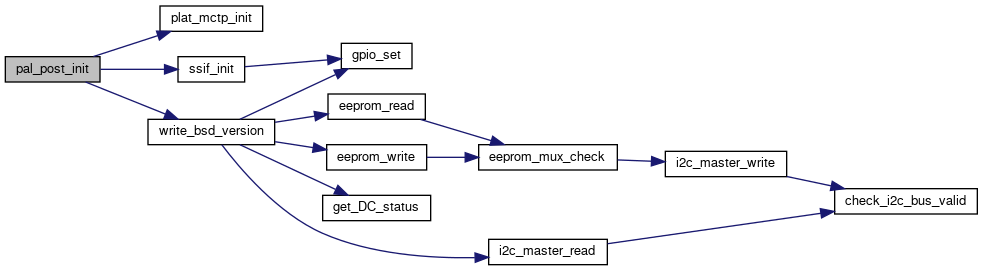 plat_mctp_init
pal_post_init
ssif_init
gpio_set
write_bsd_version
eeprom_read
eeprom_write
eeprom_mux_check
i2c_master_write
get_DC_status
check_i2c_bus_valid
i2c_master_read